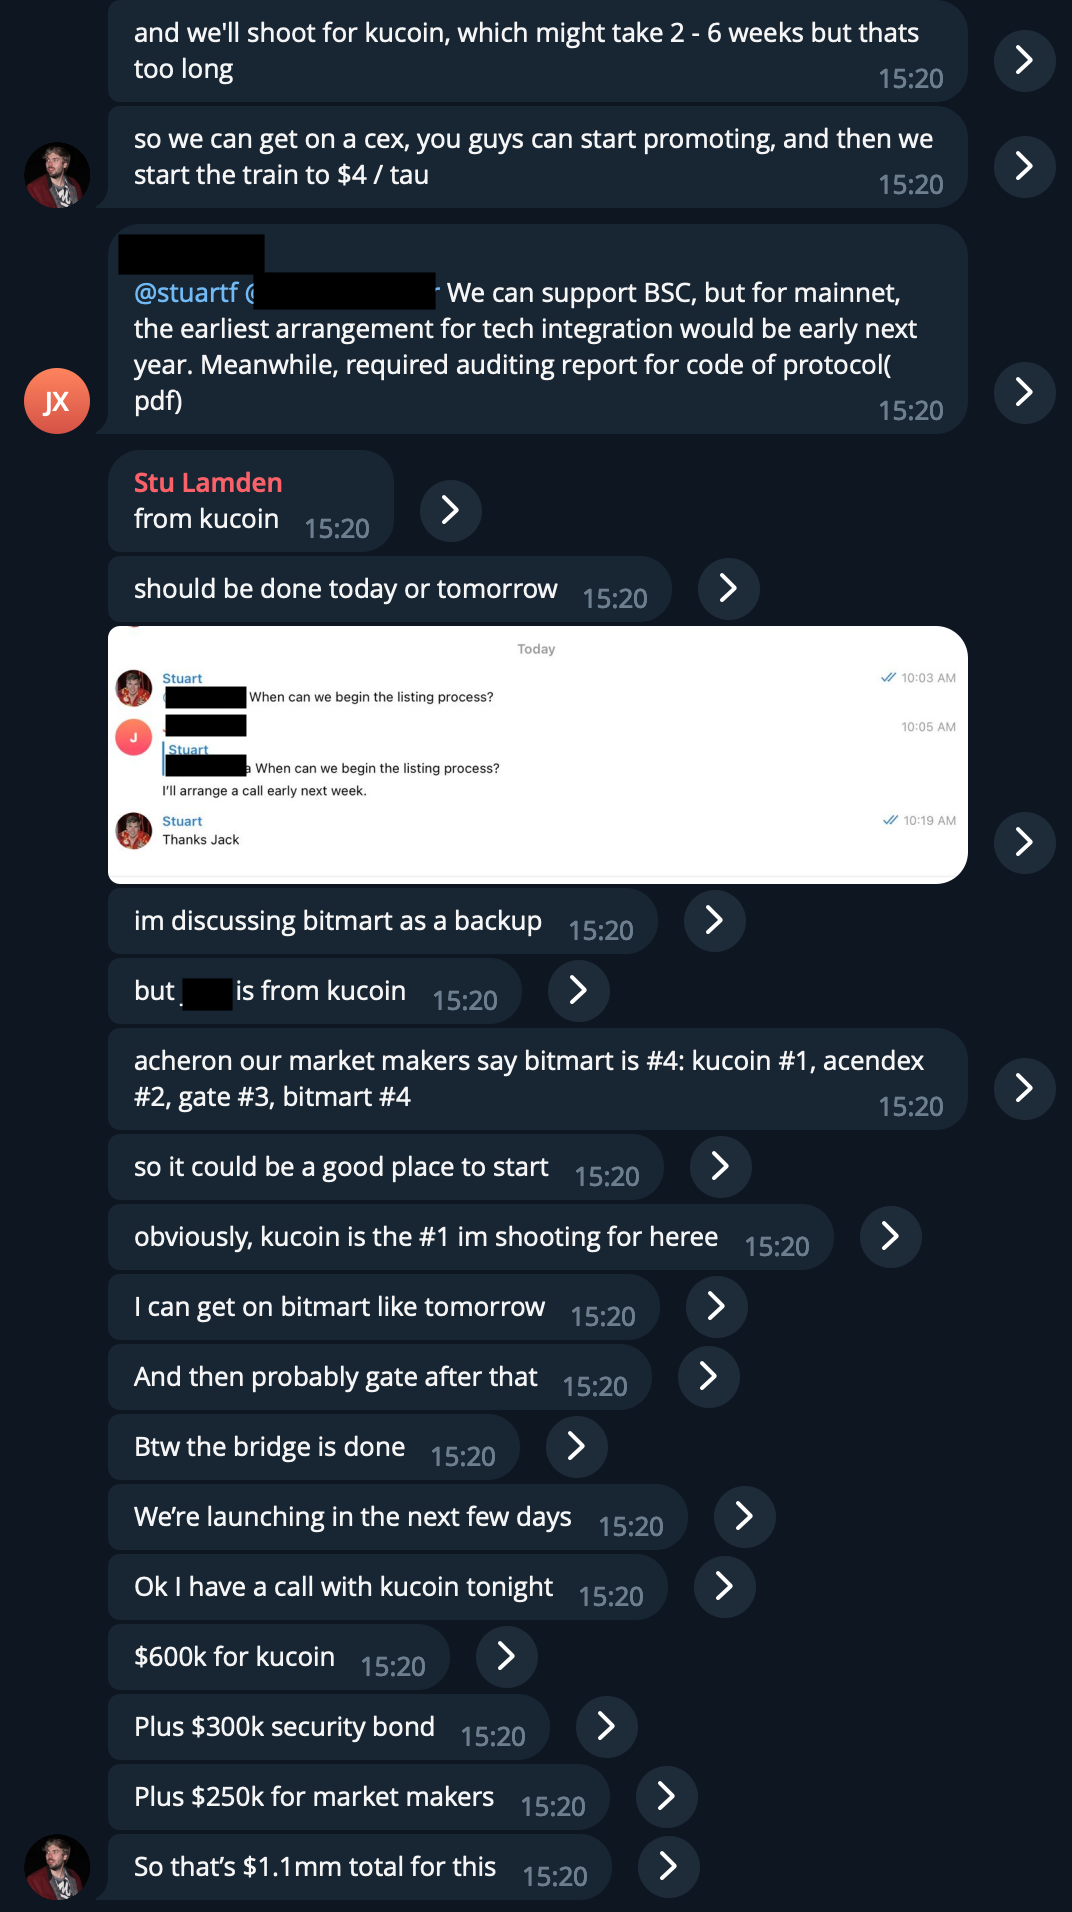 and we'll shoot for kucoin, which might take 2 - 6 weeks but thats
too long
15:20
so we can get on a cex, you guys can start promoting, and then we
start the train to $4 / tau
15:20
@stuartf @ We can support BSC, but for mainnet,
the earliest arrangement for tech integration would be early next
year. Meanwhile, required auditing report for code of protocol(
pdf)
15:20
JX
Stu Lamden
from kucoin 15:20
should be done today or tomorrow 15:20
Today
Stuart 10:03 AM
When can we begin the listing process?
10:05 AM
J
Stuart
a When can we begin the listing process?
I'll arrange a call early next week.
Stuart 10:19 AM
Thanks Jack
im discussing bitmart as a backup 15:20
but is from kucoin 15:20
acheron our market makers say bitmart is #4: kucoin #1, acendex
#2, gate #3, bitmart #4
15:20
so it could be a good place to start 15:20
obviously, kucoin is the #1 im shooting for heree 15:20
I can get on bitmart like tomorrow 15:20
And then probably gate after that 15:20
Btw the bridge is done 15:20
We're launching in the next few days 15:20
Ok I have a call with kucoin tonight 15:20
$600k for kucoin 15:20
Plus $300k security bond 15:20
Plus $250k for market makers 15:20
So that's $1.1mm total for this 15:20